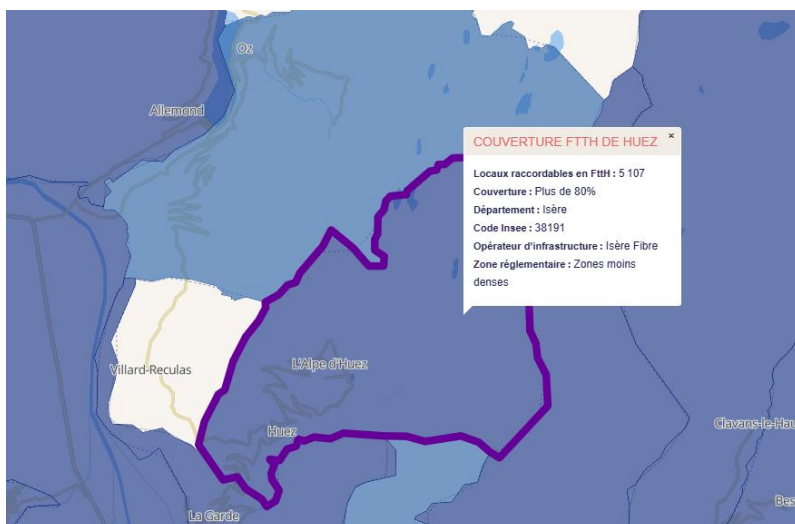 Oz
Allemond
COUVERTURE FTTH DE HUEZ ×
Locaux raccordables en FttH : 5 107
Couverture : Plus de 80%
Département : Isère
Code Insee : 38191
Opérateur d'infrastructure : Isère Fibre
Zone réglementaire : Zones moins
denses
Villard-Reculas
L'Alpe d'Huez
Huez
Clavans-le-Hau
La Garde
Bes